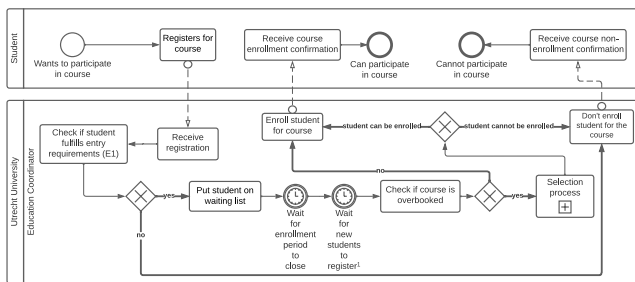 Student
Wants to participate
in course
Registers for
course
Receive course
enrollment confirmation
Can participate
in course
Cannot participate
in course
Receive course non-
enrollment confirmation
Utrecht University
Education Coordinator
Check if student
fulfills entry
requirements (E1)
Receive
registration
Enroll student
for course
student can be enrolled
student cannot be enrolled
Don't enroll
student for the
course
yes
Put student on
waiting list
Wait
for
enrollment
period
to
close
Wait
for
new
students
to
register¹
Check if course is
overbooked
no
yes
Selection
process
no